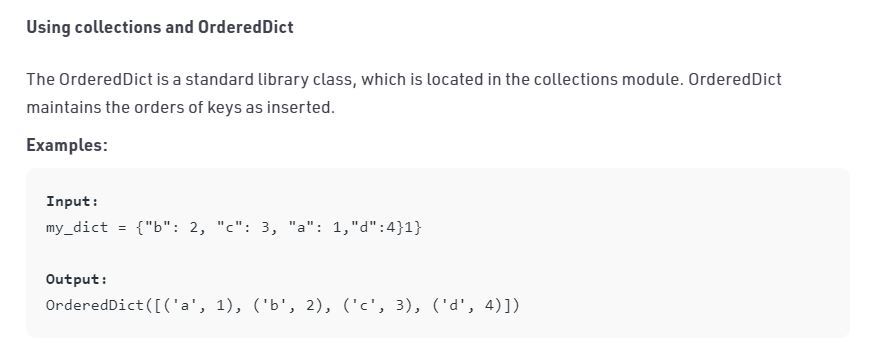 Using collections and OrderedDict
The OrderedDict is a standard library class, which is located in the collections module. OrderedDict
maintains the orders of keys as inserted.
Examples:
Input:
my_dict = {"b": 2, "c": 3, "a": 1,"d":4}1}
Output:
OrderedDict([('a', 1), ('b', 2), ('c', 3), ('d', 4)])